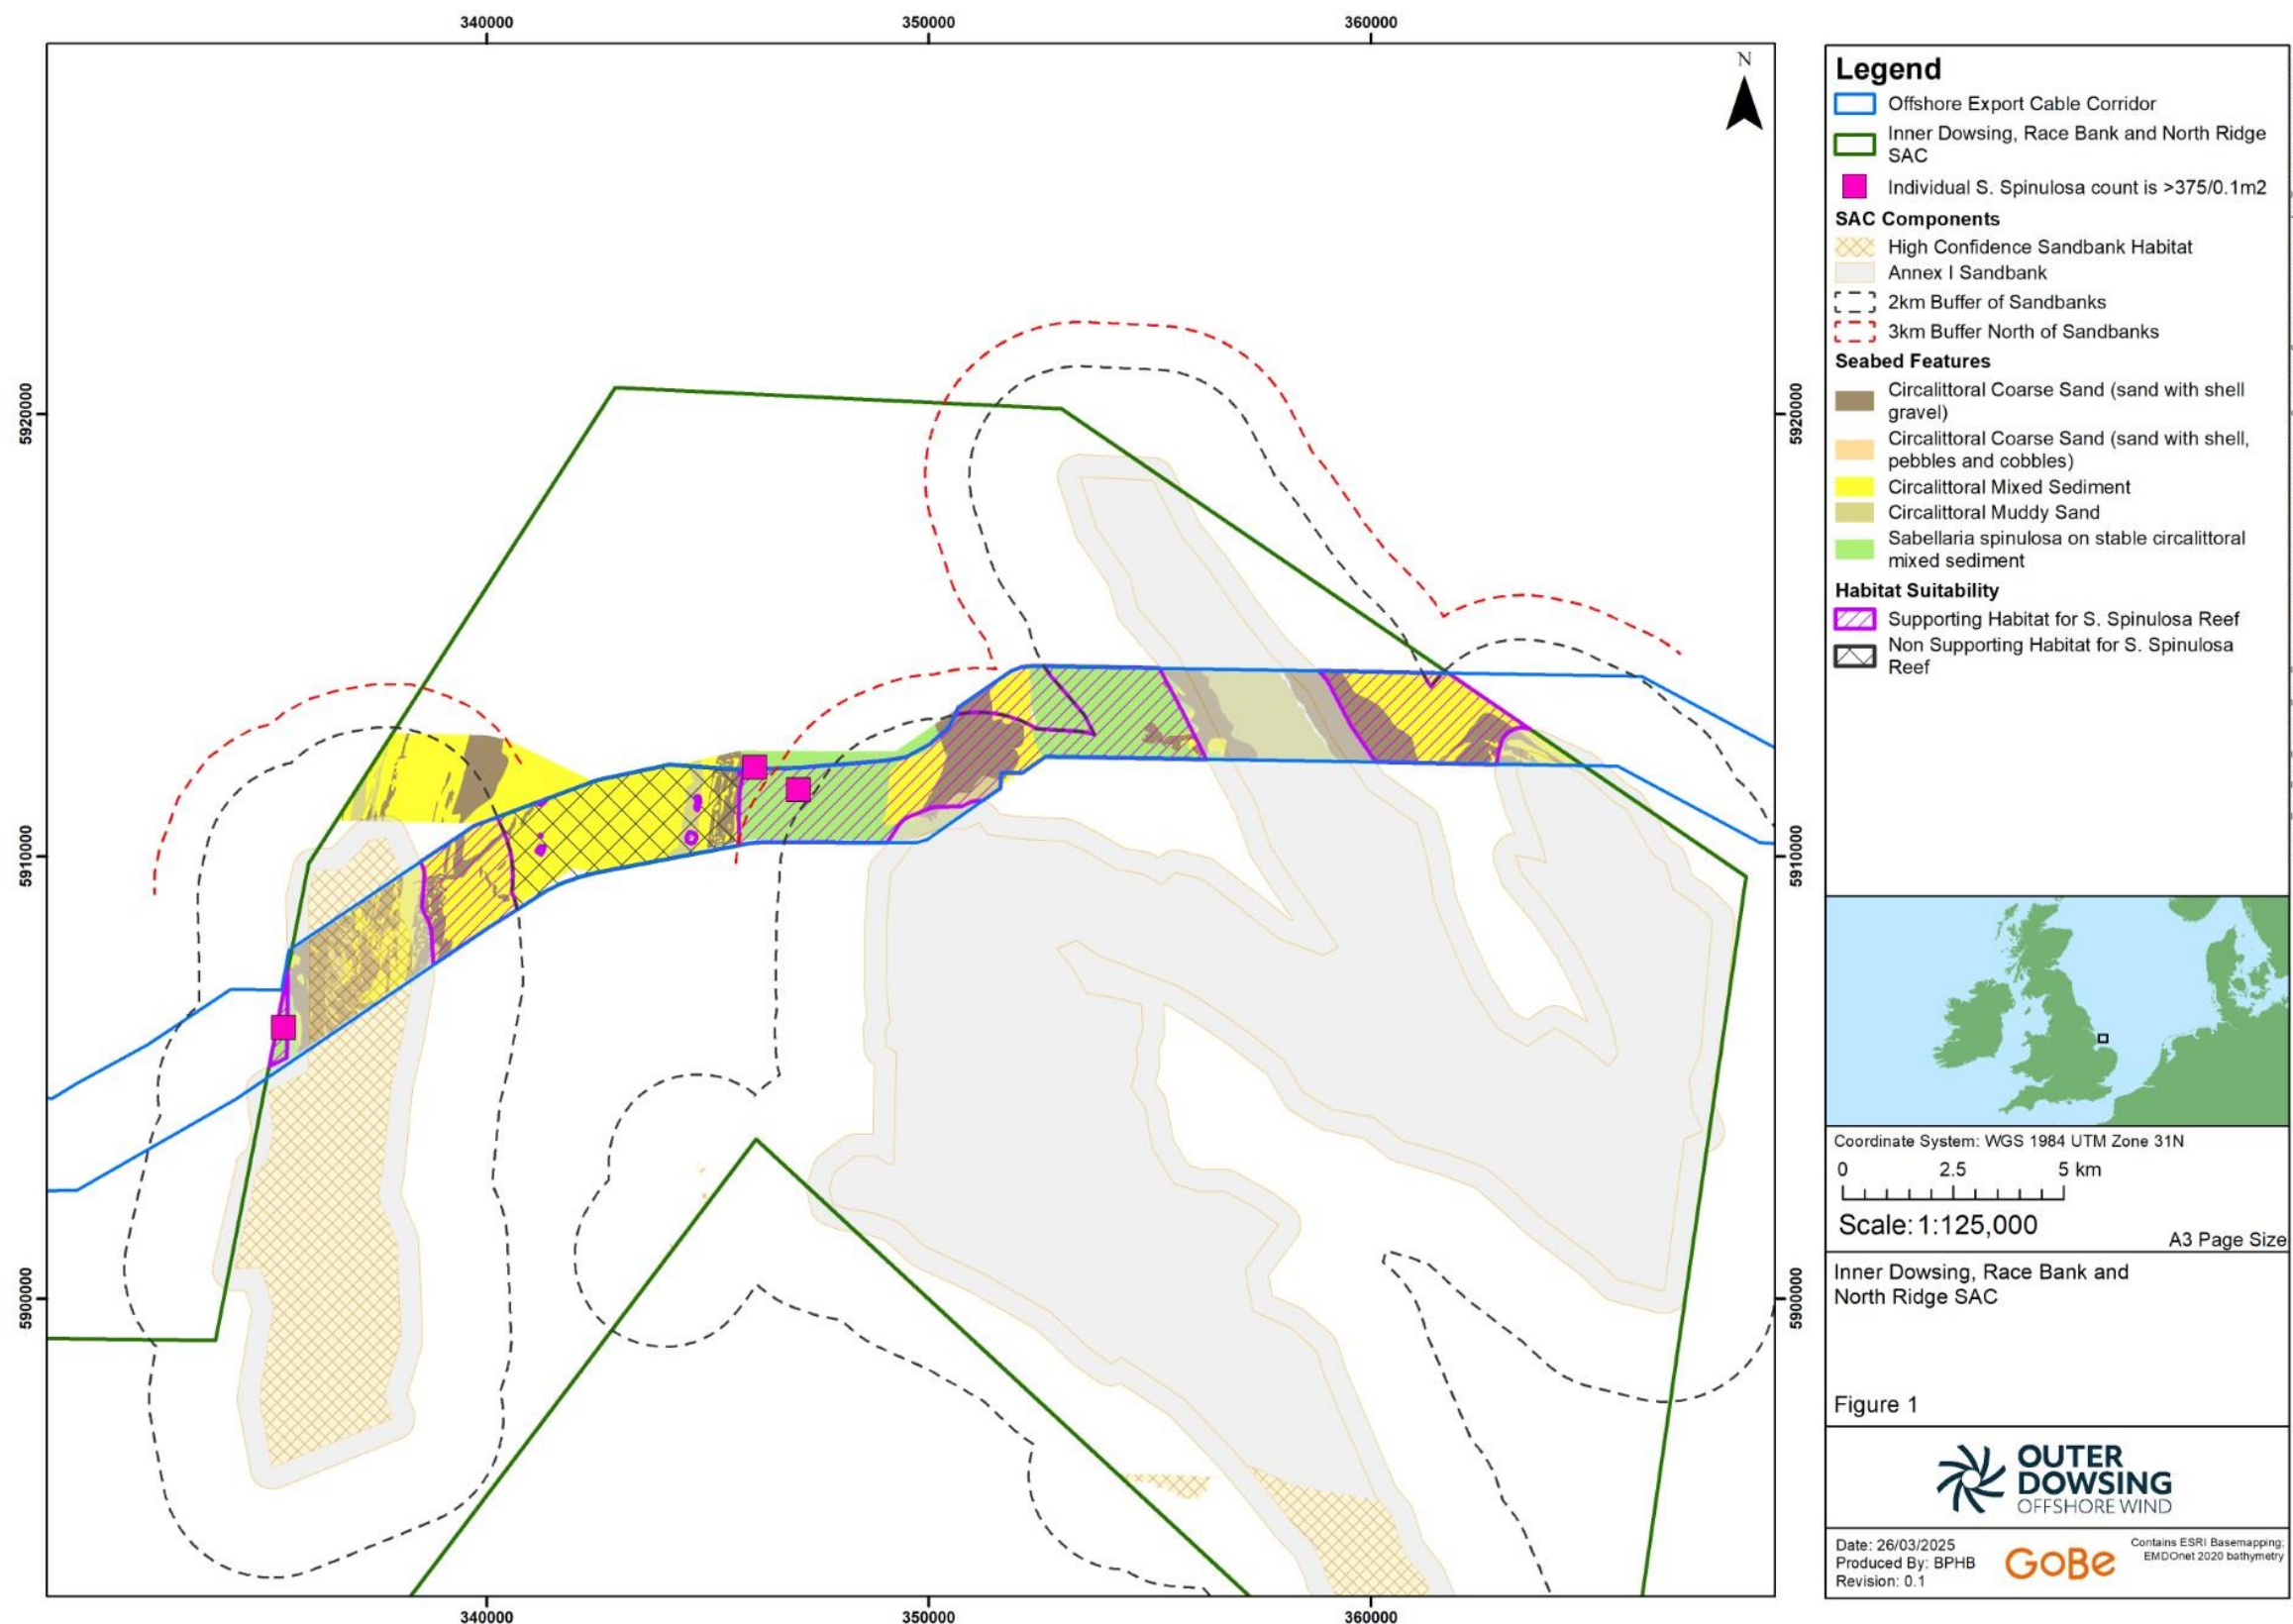 340000
350000
360000
N
5920000
5910000
5900000
5920000
5910000
5900000
340000
350000
360000
Legend
Offshore Export Cable Corridor
Inner Dowsing, Race Bank and North Ridge
SAC
Individual S. Spinulosa count is >375/0.1m2
SAC Components
High Confidence Sandbank Habitat
Annex I Sandbank
2km Buffer of Sandbanks
3km Buffer North of Sandbanks
Seabed Features
Circalittoral Coarse Sand (sand with shell
gravel)
Circalittoral Coarse Sand (sand with shell,
pebbles and cobbles)
Circalittoral Mixed Sediment
Circalittoral Muddy Sand
Sabellaria spinulosa on stable circalittoral
mixed sediment
Habitat Suitability
Supporting Habitat for S. Spinulosa Reef
Non Supporting Habitat for S. Spinulosa
Reef
Coordinate System: WGS 1984 UTM Zone 31N
0 2.5 5 km
Scale: 1:125,000
A3 Page Size
Inner Dowsing, Race Bank and
North Ridge SAC
Figure 1
OUTER
DOWSING
OFFSHORE WIND
Date: 26/03/2025
Produced By: BPHB
Revision: 0.1
GoBe
Contains ESRI Basemapping;
EMDOnet 2020 bathymetry